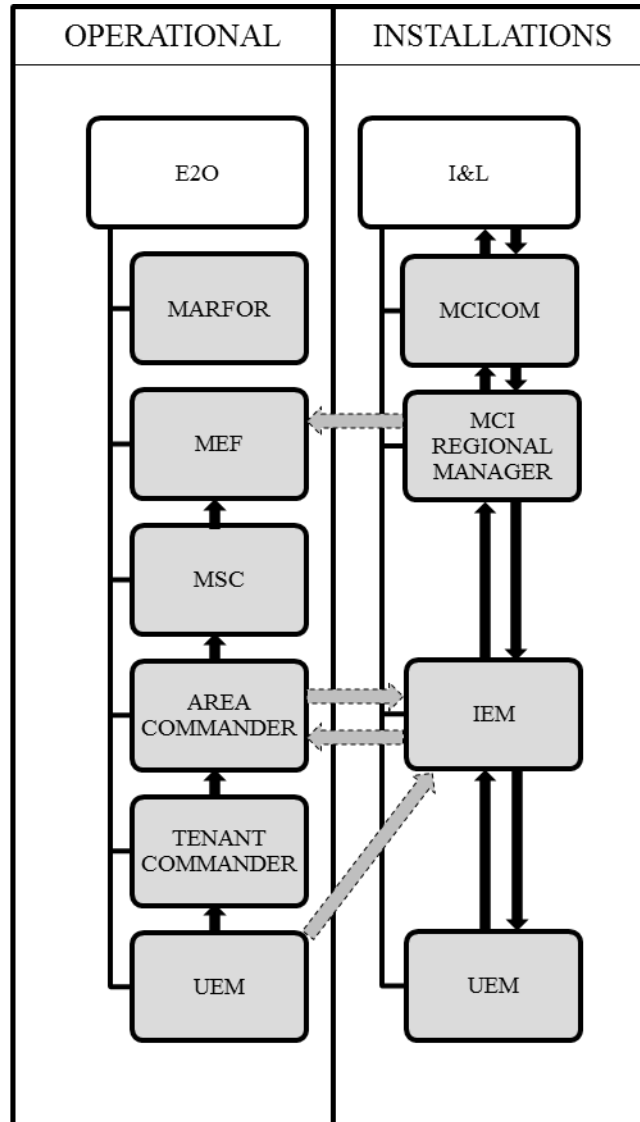 OPERATIONAL
E2O
MARFOR
MEF
MSC
AREA
COMMANDER
TENANT
COMMANDER
UEM
INSTALLATIONS
I&L
MCICOM
MCI
REGIONAL
MANAGER
IEM
UEM